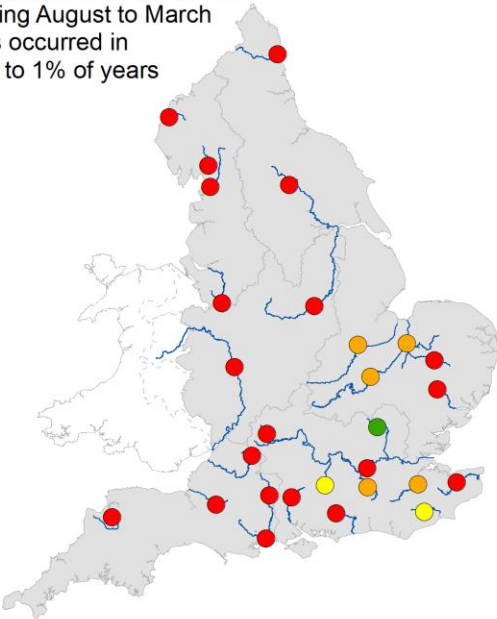 ing August to March
s occurred in
to 1% of years